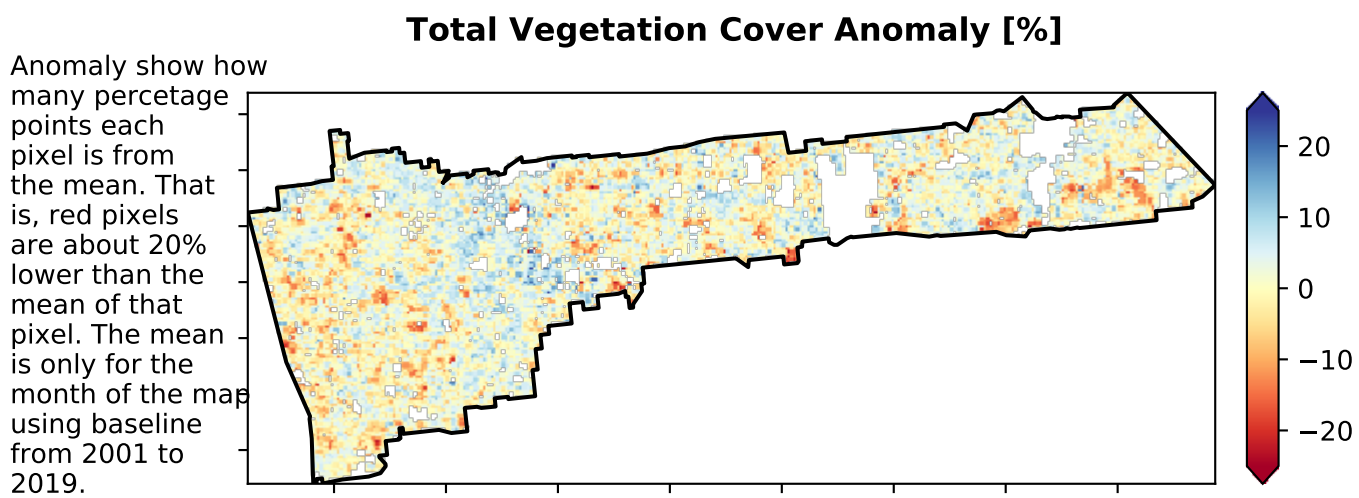 Total Vegetation Cover Anomaly [%]
Anomaly show how
many percetage
points each
pixel is from
the mean. That
is, red pixels
are about 20%
lower than the
mean of that
pixel. The mean
is only for the
month of the map
using baseline
from 2001 to
2019.
20
10
0
−10
−20